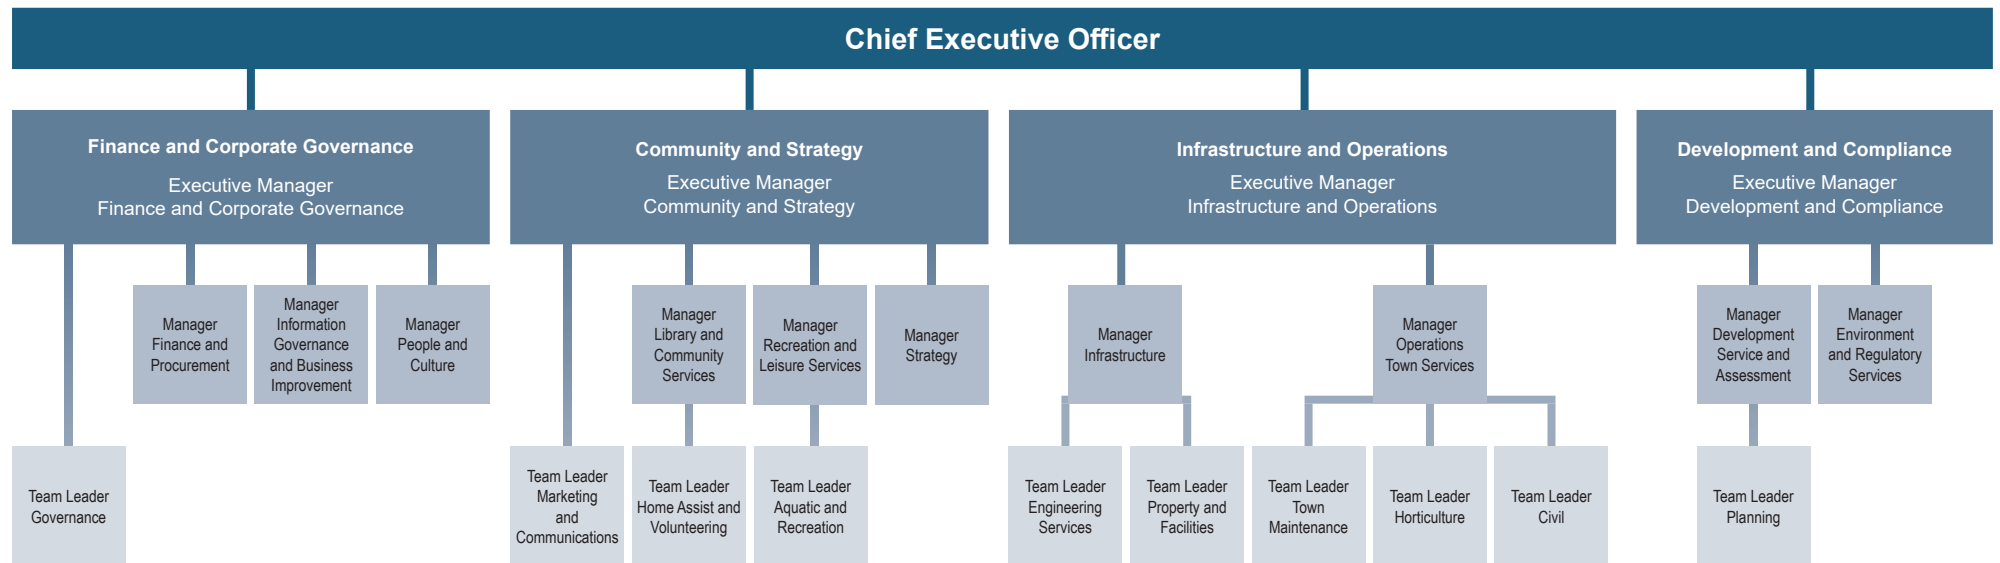 Chief Executive Officer
Finance and Corporate Governance
Executive Manager
Finance and Corporate Governance
Community and Strategy
Executive Manager
Community and Strategy
Infrastructure and Operations
Executive Manager
Infrastructure and Operations
Development and Compliance
Executive Manager
Development and Compliance
Manager
Finance and
Procurement
Manager
Information
Governance
and Business
Improvement
Manager
People and
Culture
Manager
Library and
Community
Services
Manager
Recreation and
Leisure Services
Manager
Strategy
Manager
Infrastructure
Manager
Operations
Town Services
Manager
Development
Service and
Assessment
Manager
Environment
and Regulatory
Services
Team Leader
Governance
Team Leader
Marketing
and
Communications
Team Leader
Home Assist and
Volunteering
Team Leader
Aquatic and
Recreation
Team Leader
Engineering
Services
Team Leader
Property and
Facilities
Team Leader
Town
Maintenance
Team Leader
Horticulture
Team Leader
Civil
Team Leader
Planning